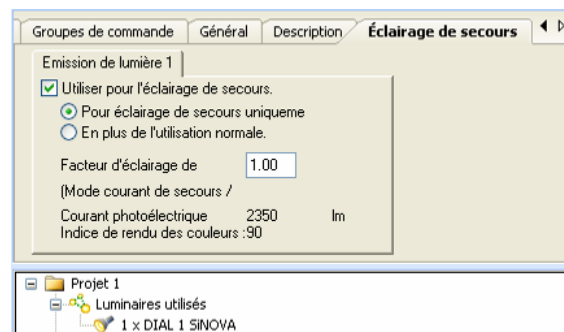 Groupes de commande Général Description Éclairage de secours
Emission de lumière 1
Utiliser pour l'éclairage de secours.
Pour éclairage de secours uniqueme
En plus de l'utilisation normale.
Facteur d'éclairage de 1.00
(Mode courant de secours /
Courant photoélectrique 2350 lm
Indice de rendu des couleurs :90
Projet 1
Luminaires utilisés
1 x DIAL 1 SiNOVA